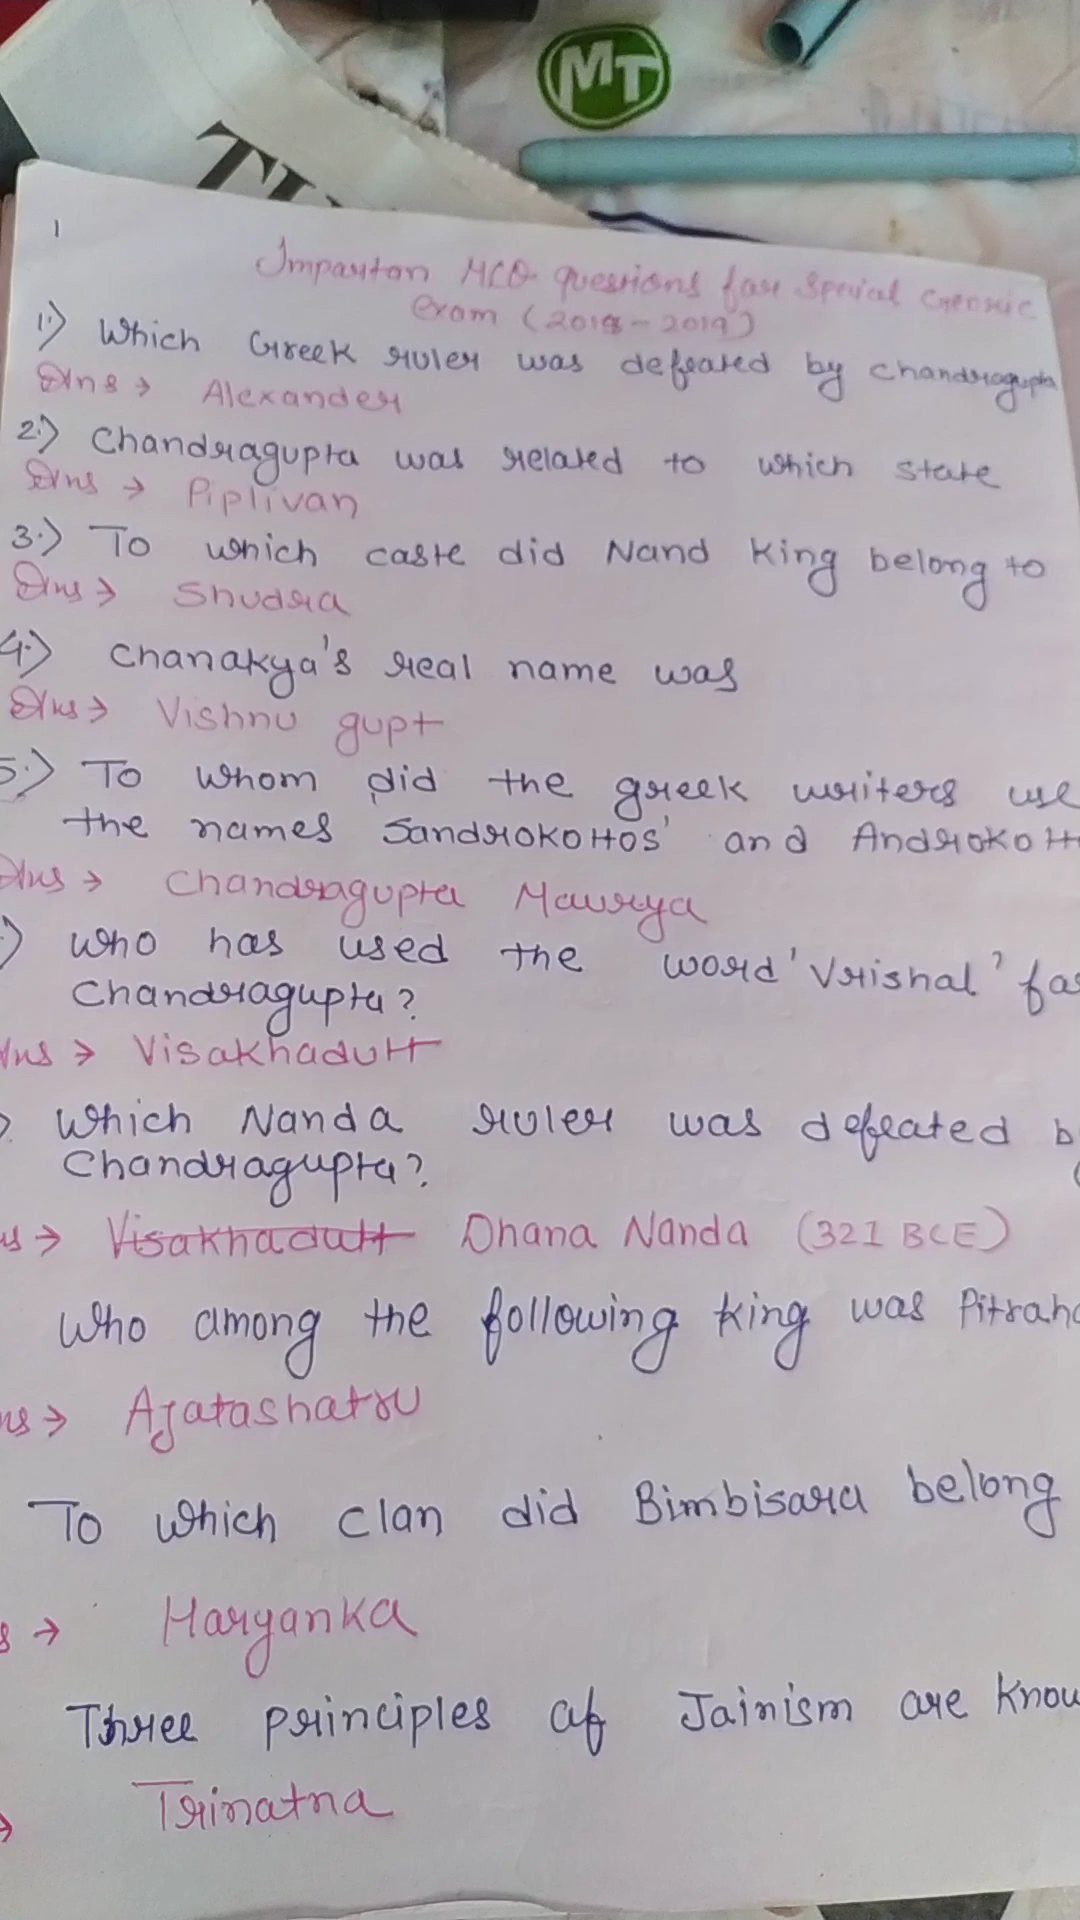 MT
1
Impoartan MCQ questions foar Special Generic
exam (2018-2019)
1.) Which Greek ruler was defeated by chandragupta
Ans → Alexander
2.) Chandragupta was related to which state
Ans → Piplivan
3.) To which caste did Nand King belong to
Ans → Shudra
4.) Chanakya's real name was
Ans → Vishnu gupt
5.) To whom did the greek writers use
the names Sandrokottos' and Androkott
Ans → Chandragupta Maurya
Who has used the word 'Vrishal' for
Chandragupta?
Ans → Visakhadutt
Which Nanda ruler was defeated b
Chandragupta?
Ans → Visakhadutt Dhana Nanda (321 BCE)
Who among the following king was Pitraha
Ans → Ajatashatru
To which clan did Bimbisara belong
→ Haryanka
Three principles of Jainism are know
Trinatna